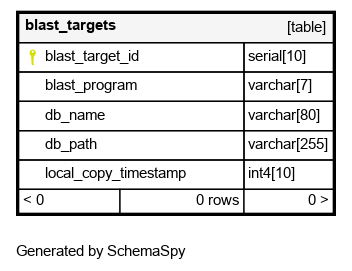 blast_targets [table]
blast_target_id serial[10]
blast_program varchar[7]
db_name varchar[80]
db_path varchar[255]
local_copy_timestamp int4[10]
< 0 0 rows 0 >
Generated by SchemaSpy